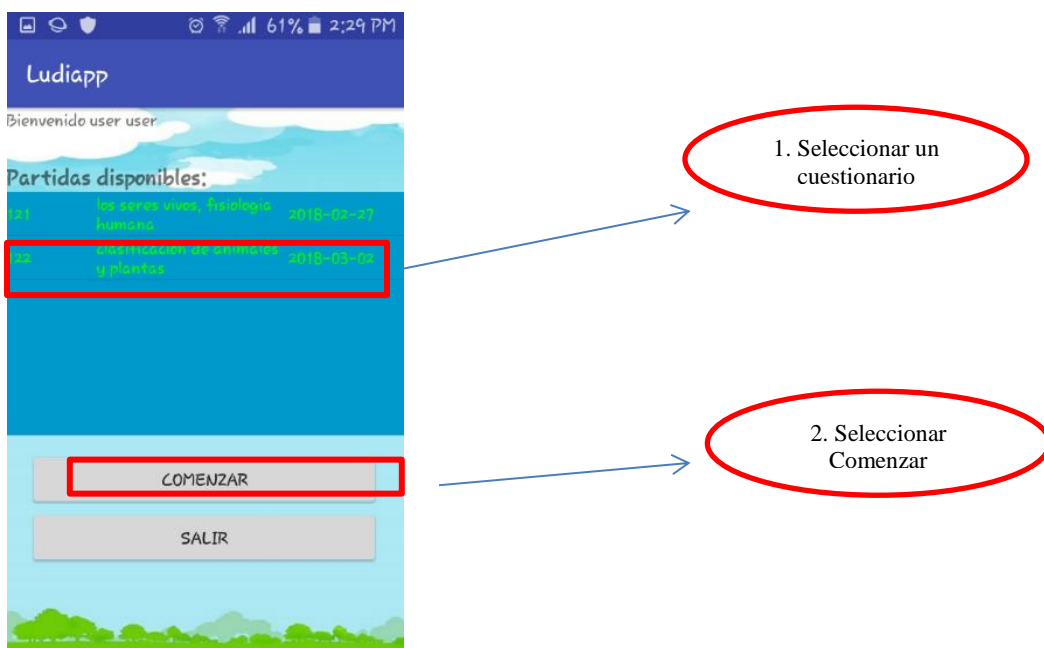 61% 2:29 PM
Ludiapp
Bienvenido user user
Partidas disponibles:
121 los seres vivos, fisiologia humana 2018-02-27
122 clasificacion de animales y plantas 2018-03-02
COMENZAR
SALIR
1. Seleccionar un
cuestionario
2. Seleccionar
Comenzar